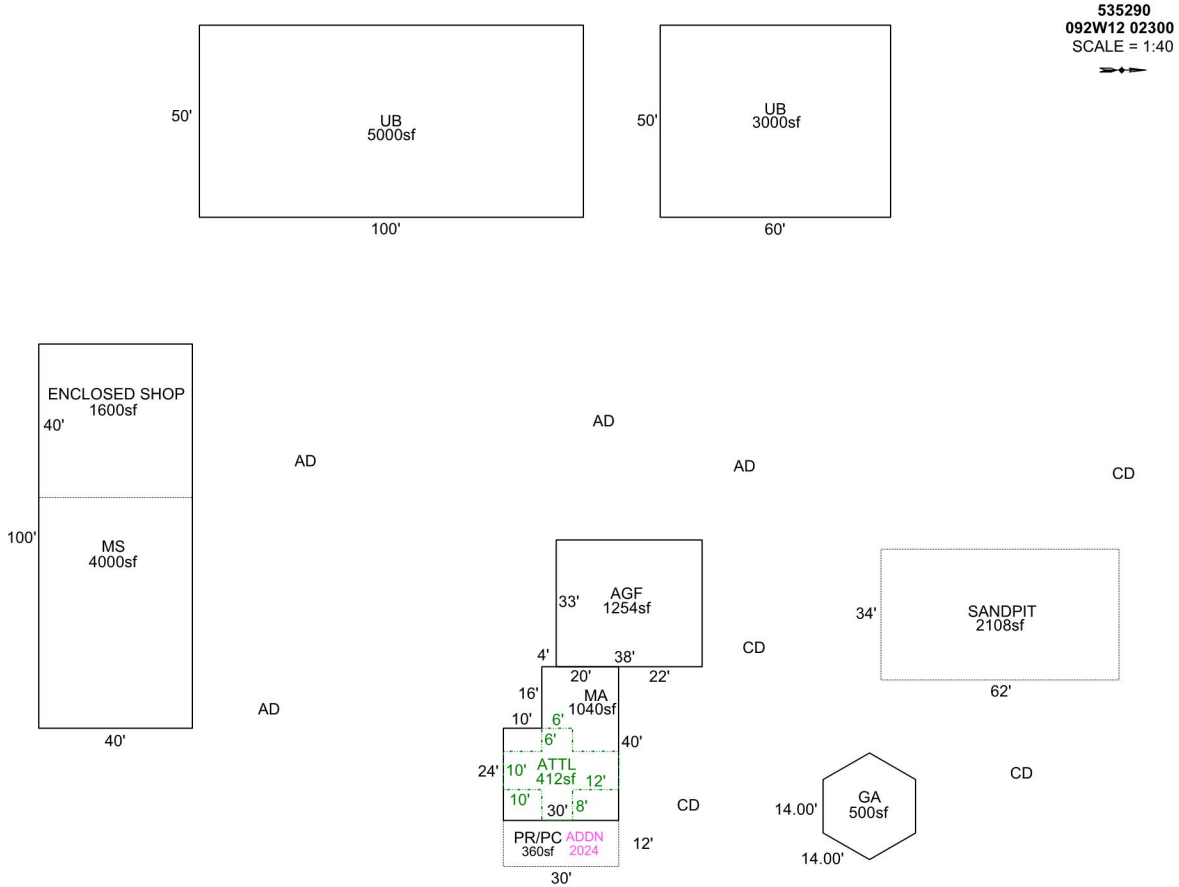 535290
092W12 02300
SCALE = 1:40
50'
UB
5000sf
100'
50'
UB
3000sf
60'
ENCLOSED SHOP
1600sf
40'
100'
MS
4000sf
40'
AD
AD
AD
CD
AD
33'
AGF
1254sf
4'
38'
20'
22'
CD
34'
SANDPIT
2108sf
62'
16'
MA
1040sf
10'
6'
6'
40'
24'
10'
ATTL
412sf
12'
10'
30'
8'
CD
PR/PC
360sf
ADDN
2024
12'
30'
CD
14.00'
GA
500sf
14.00'